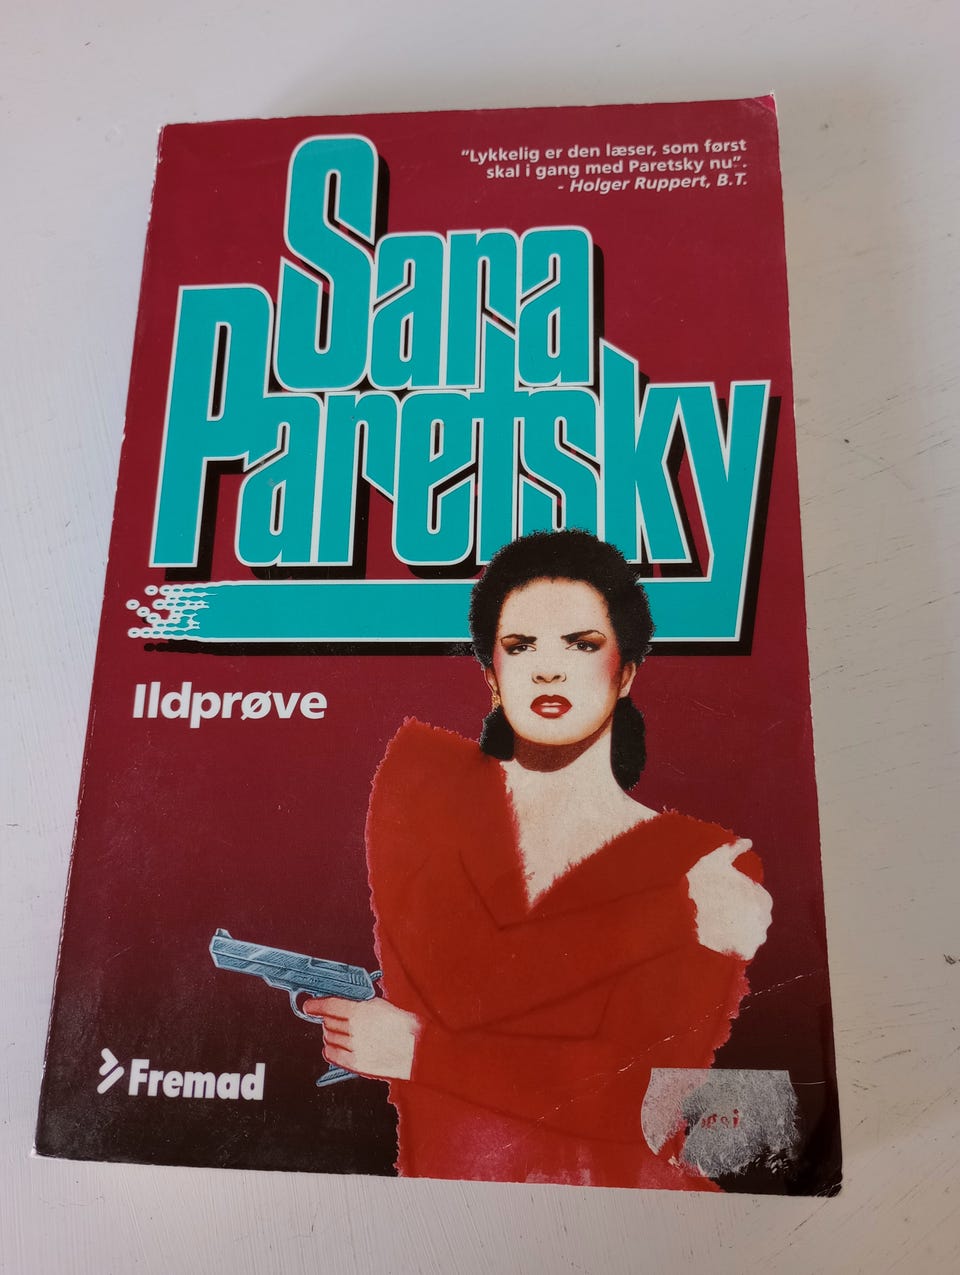 "Lykkelig er den læser, som først
skal i gang med Paretsky nu".
- Holger Ruppert, B.T.
Sara
Paretsky
Ildprøve
Fremad